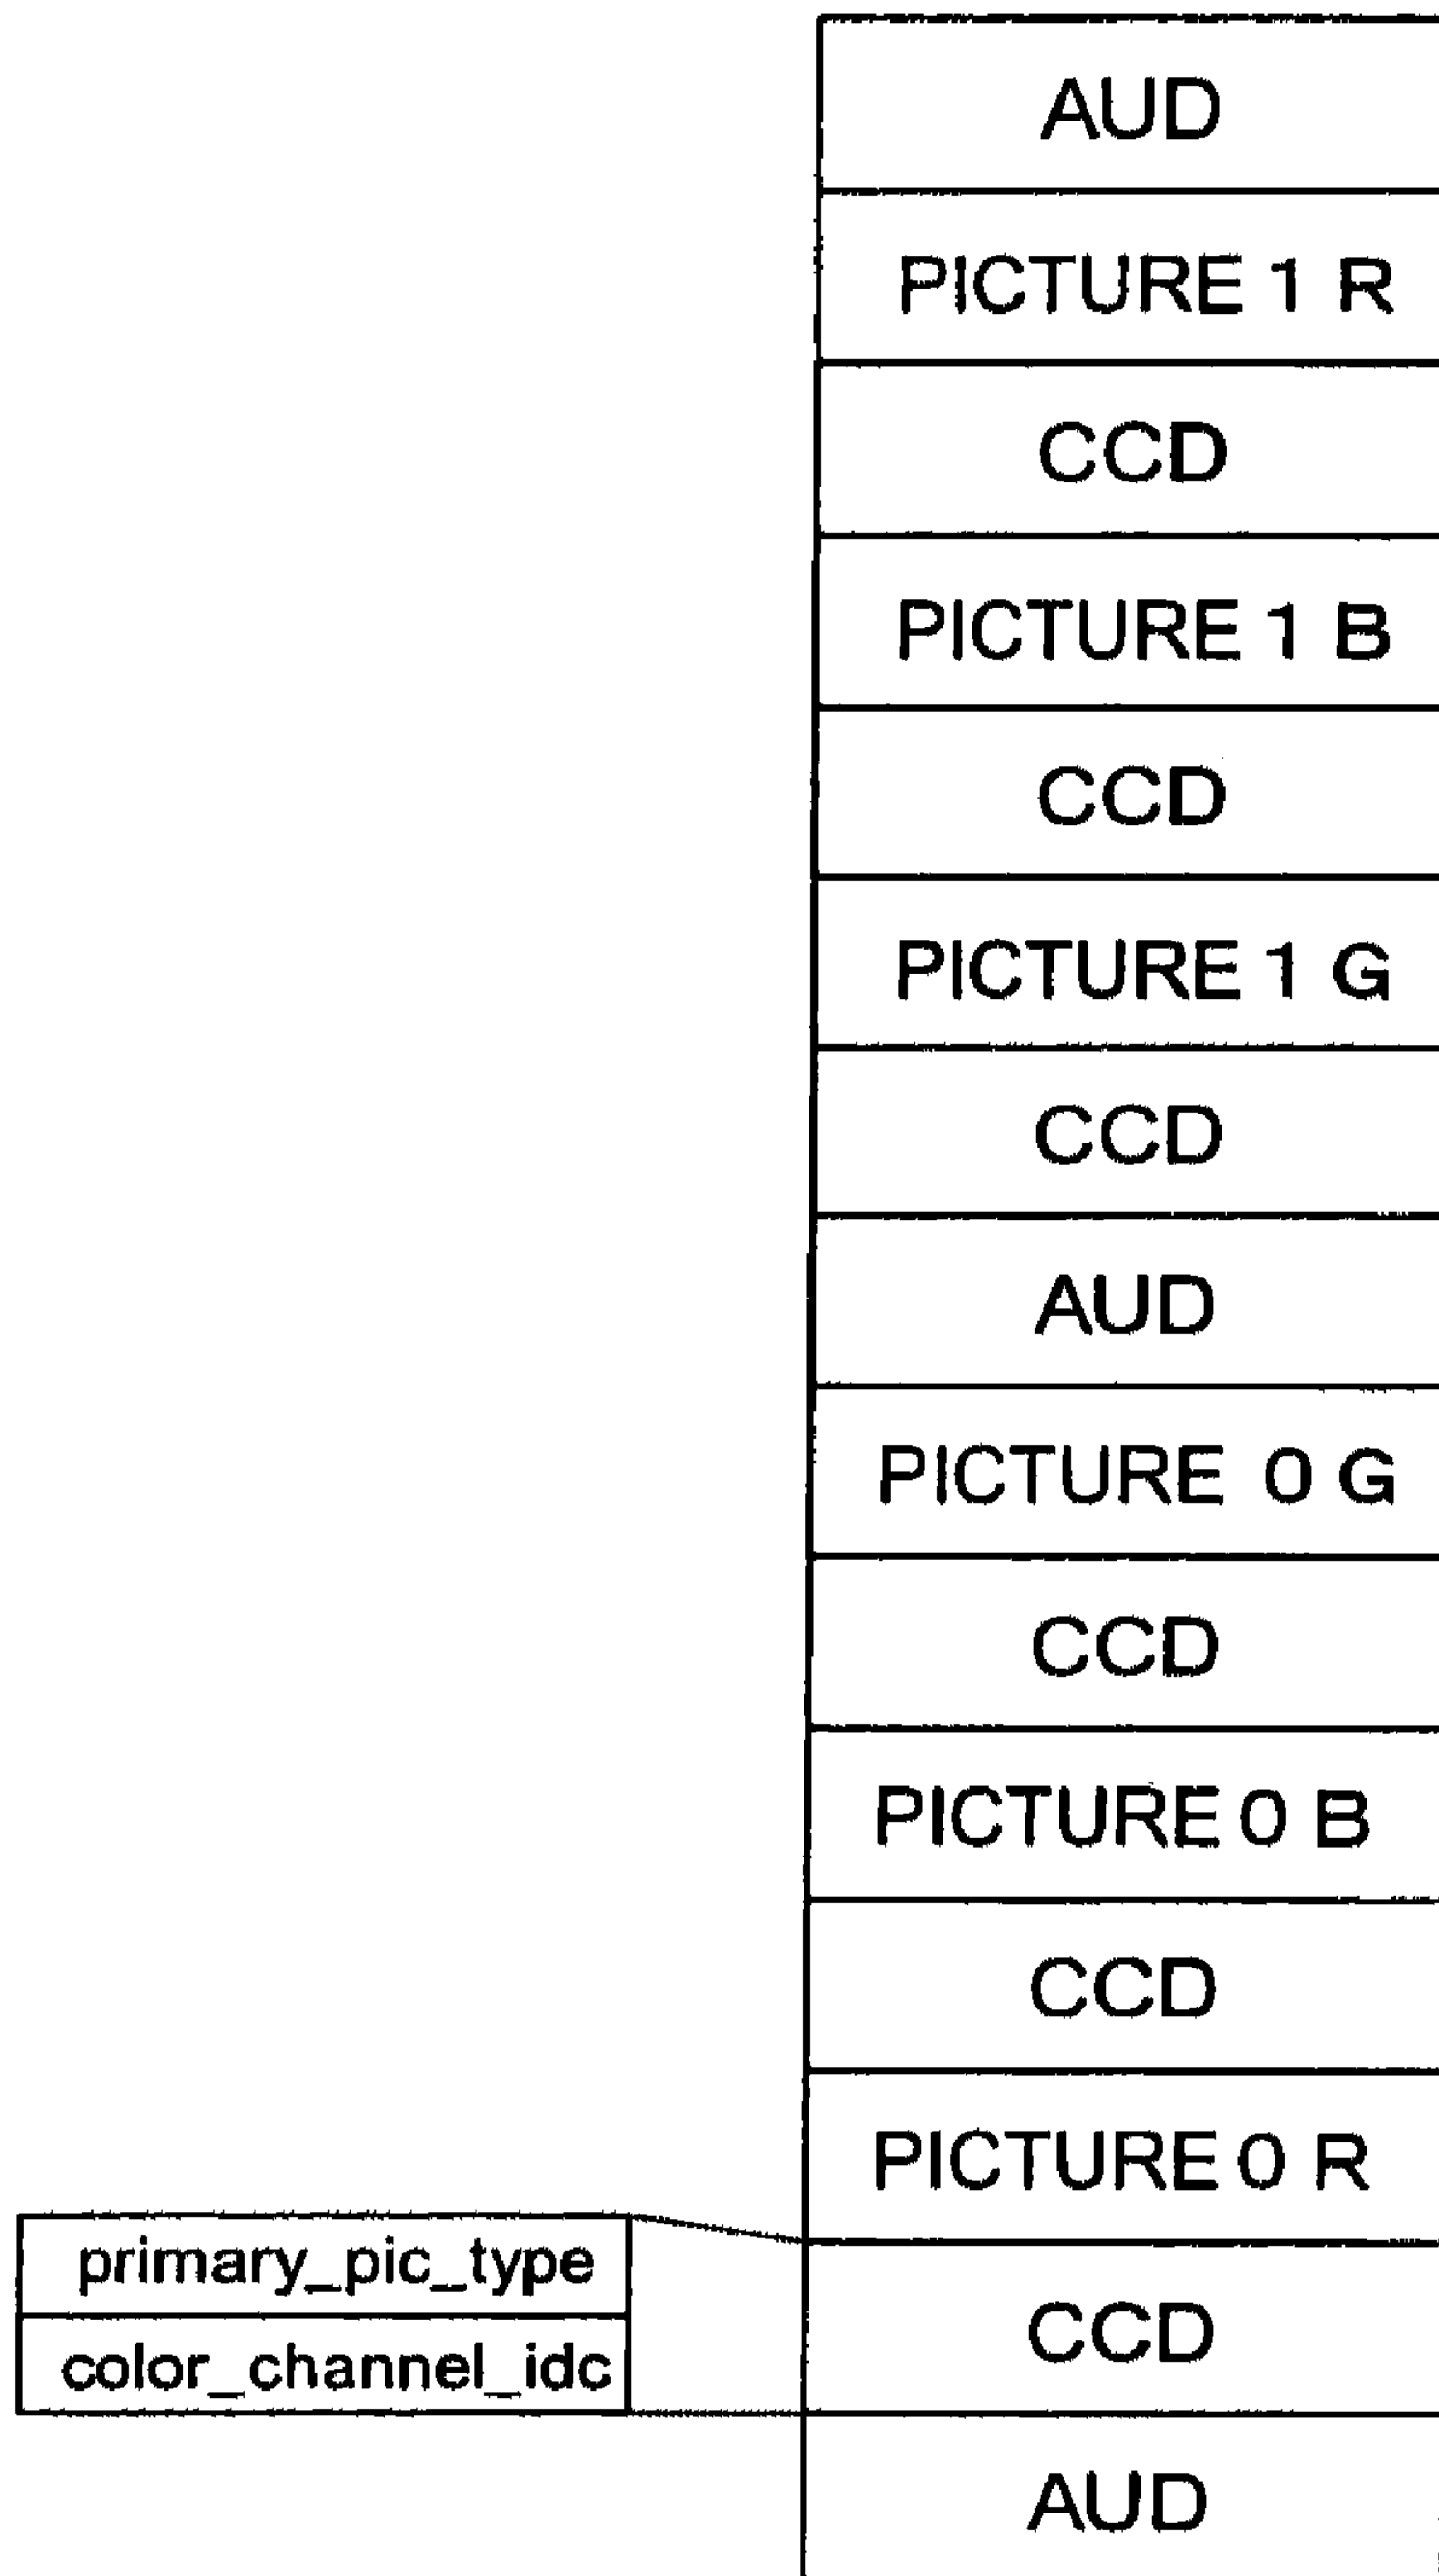 AUD
PICTURE 1 R
CCD
PICTURE 1 B
CCD
PICTURE 1 G
CCD
AUD
PICTURE 0 G
CCD
PICTURE 0 B
CCD
PICTURE 0 R
primary_pic_type
color_channel_idc
CCD
AUD